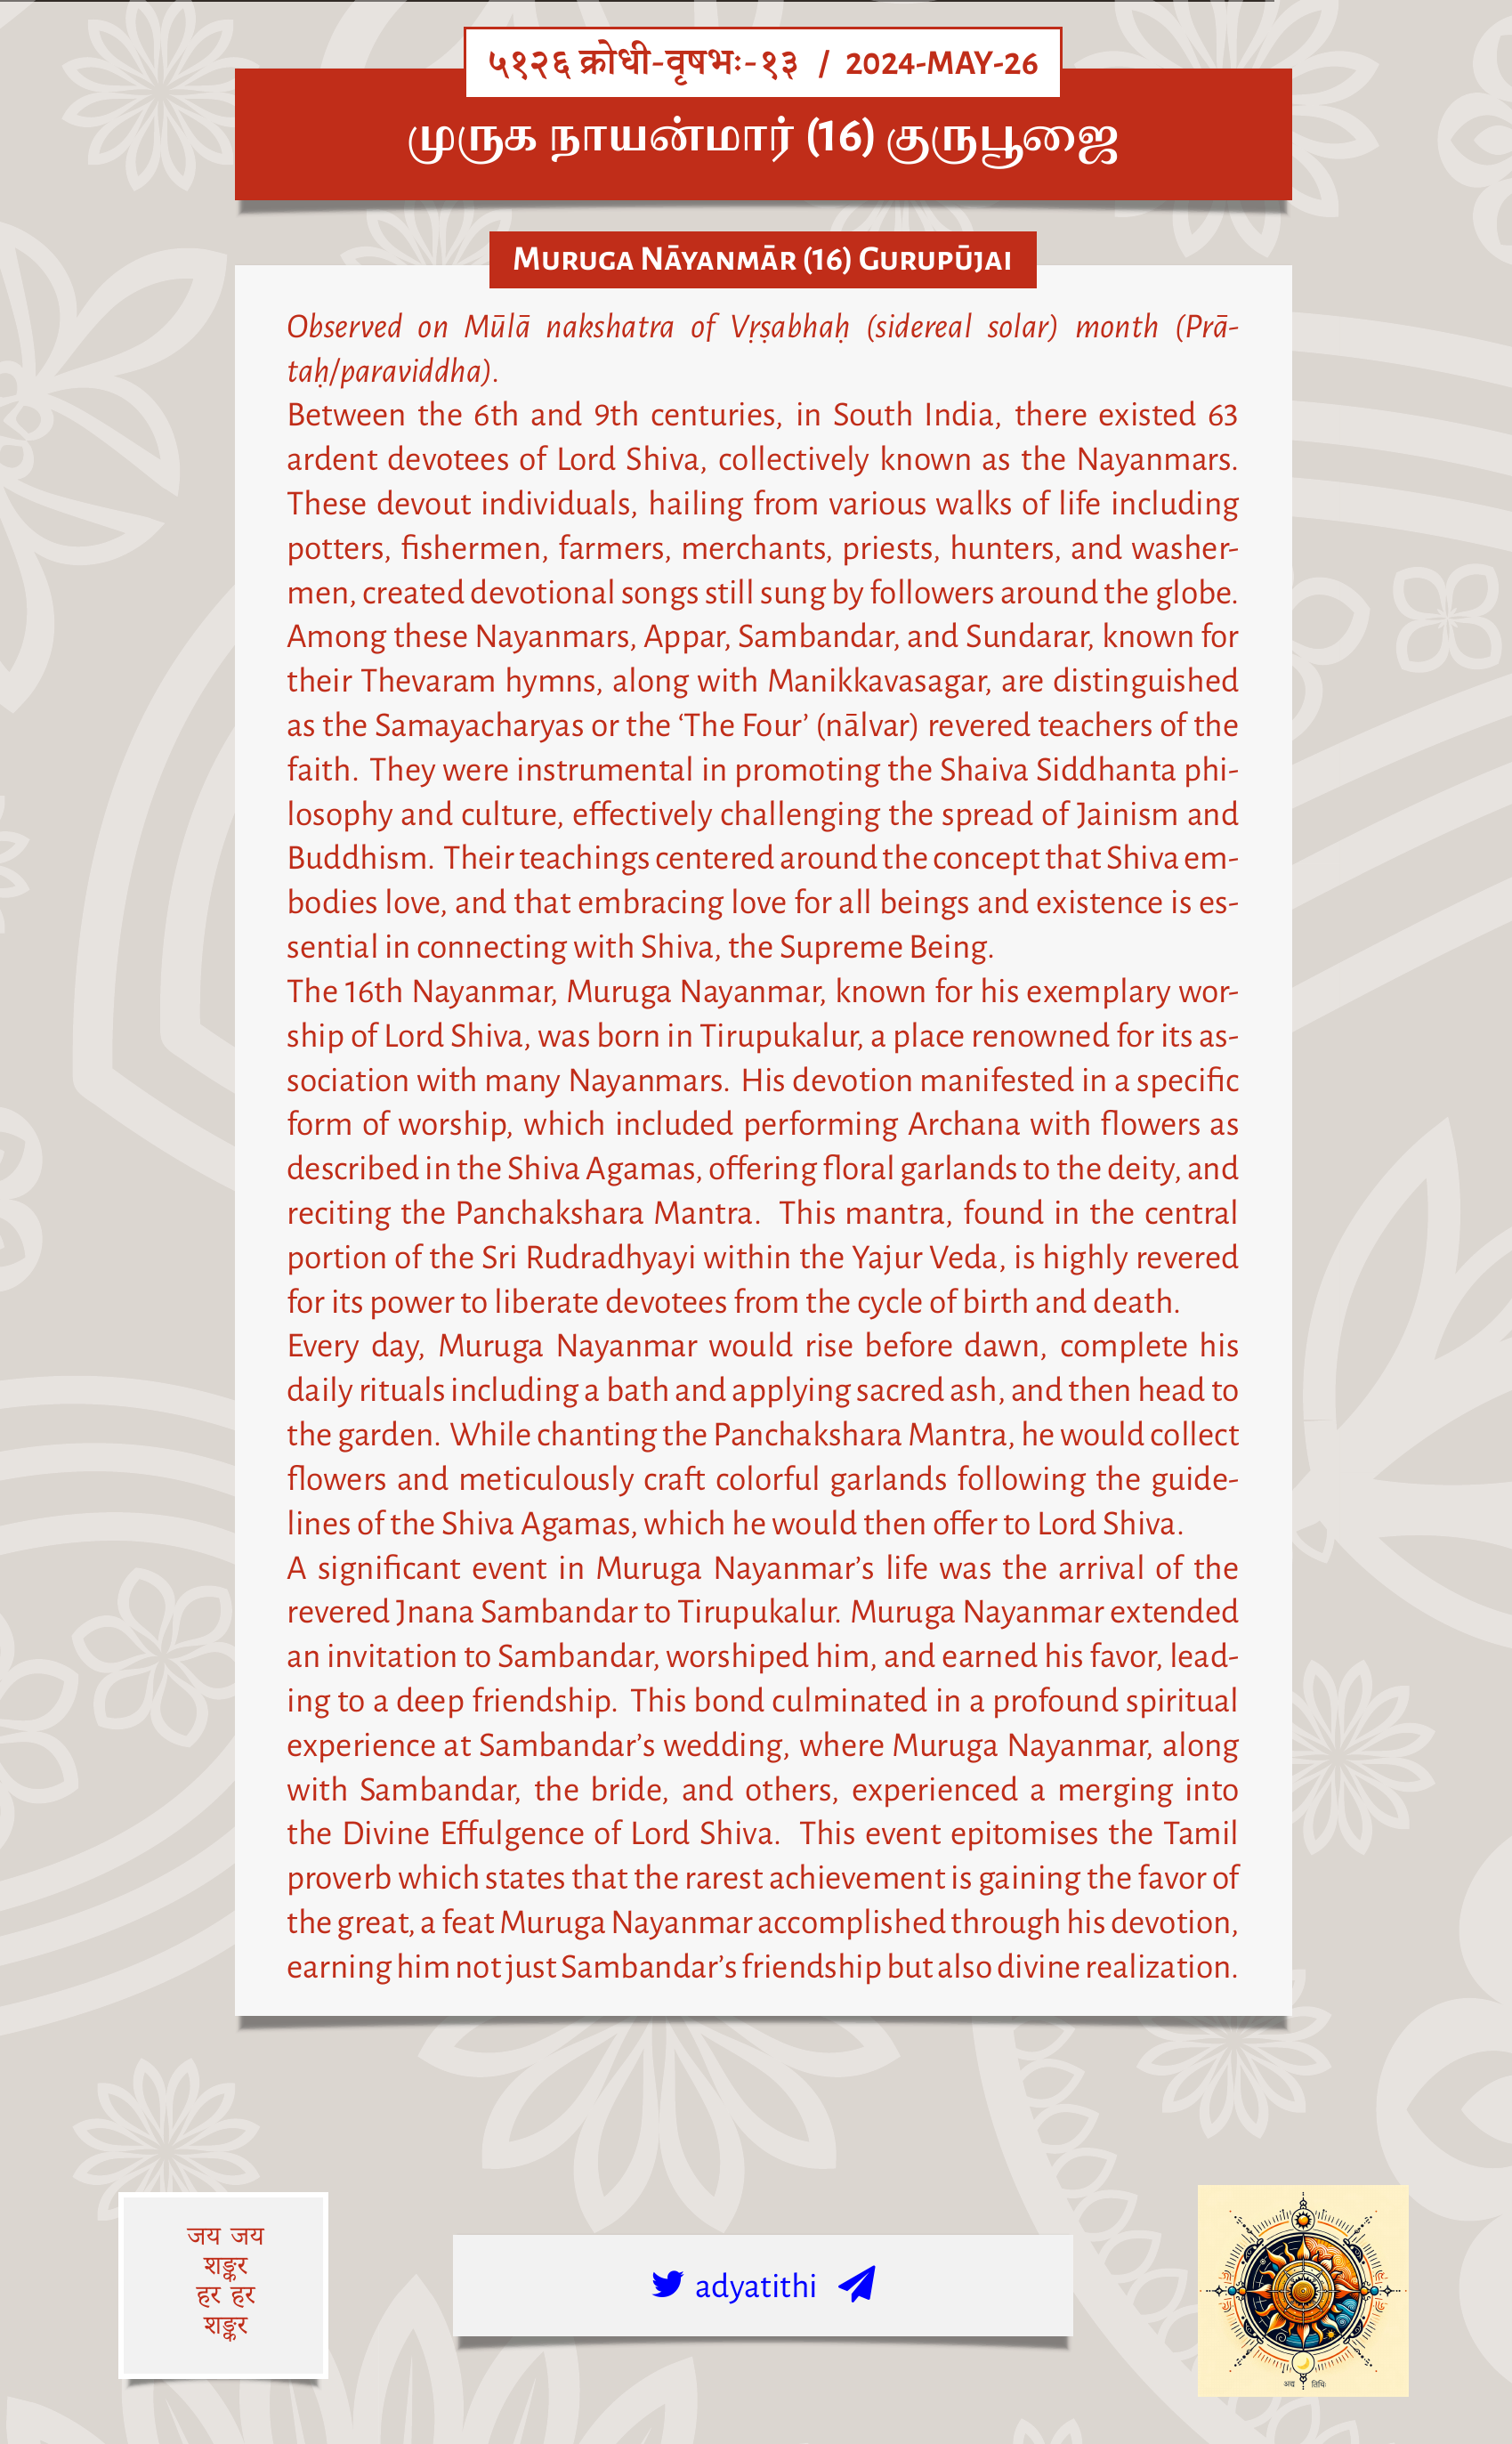 ५१२६ क्रोधी-वृषभः-१३ / 2024-MAY-26
முருக நாயன்மார் (16) குருபூஜை
Muruga Nāyanmār (16) Gurupūjai
Observed on Mūlā nakshatra of Vṛṣabhaḥ (sidereal solar) month (Prā-
taḥ/paraviddha).
Between the 6th and 9th centuries, in South India, there existed 63
ardent devotees of Lord Shiva, collectively known as the Nayanmars.
These devout individuals, hailing from various walks of life including
potters, fishermen, farmers, merchants, priests, hunters, and washer-
men, created devotional songs still sung by followers around the globe.
Among these Nayanmars, Appar, Sambandar, and Sundarar, known for
their Thevaram hymns, along with Manikkavasagar, are distinguished
as the Samayacharyas or the ‘The Four’ (nālvar) revered teachers of the
faith. They were instrumental in promoting the Shaiva Siddhanta phi-
losophy and culture, effectively challenging the spread of Jainism and
Buddhism. Their teachings centered around the concept that Shiva em-
bodies love, and that embracing love for all beings and existence is es-
sential in connecting with Shiva, the Supreme Being.
The 16th Nayanmar, Muruga Nayanmar, known for his exemplary wor-
ship of Lord Shiva, was born in Tirupukalur, a place renowned for its as-
sociation with many Nayanmars. His devotion manifested in a specific
form of worship, which included performing Archana with flowers as
described in the Shiva Agamas, offering floral garlands to the deity, and
reciting the Panchakshara Mantra. This mantra, found in the central
portion of the Sri Rudradhyayi within the Yajur Veda, is highly revered
for its power to liberate devotees from the cycle of birth and death.
Every day, Muruga Nayanmar would rise before dawn, complete his
daily rituals including a bath and applying sacred ash, and then head to
the garden. While chanting the Panchakshara Mantra, he would collect
flowers and meticulously craft colorful garlands following the guide-
lines of the Shiva Agamas, which he would then offer to Lord Shiva.
A significant event in Muruga Nayanmar’s life was the arrival of the
revered Jnana Sambandar to Tirupukalur. Muruga Nayanmar extended
an invitation to Sambandar, worshiped him, and earned his favor, lead-
ing to a deep friendship. This bond culminated in a profound spiritual
experience at Sambandar’s wedding, where Muruga Nayanmar, along
with Sambandar, the bride, and others, experienced a merging into
the Divine Effulgence of Lord Shiva. This event epitomises the Tamil
proverb which states that the rarest achievement is gaining the favor of
the great, a feat Muruga Nayanmar accomplished through his devotion,
earning him not just Sambandar’s friendship but also divine realization.
जय जय
शङ्कर
हर हर
शङ्कर
adyatithi
अद्य तिथिः